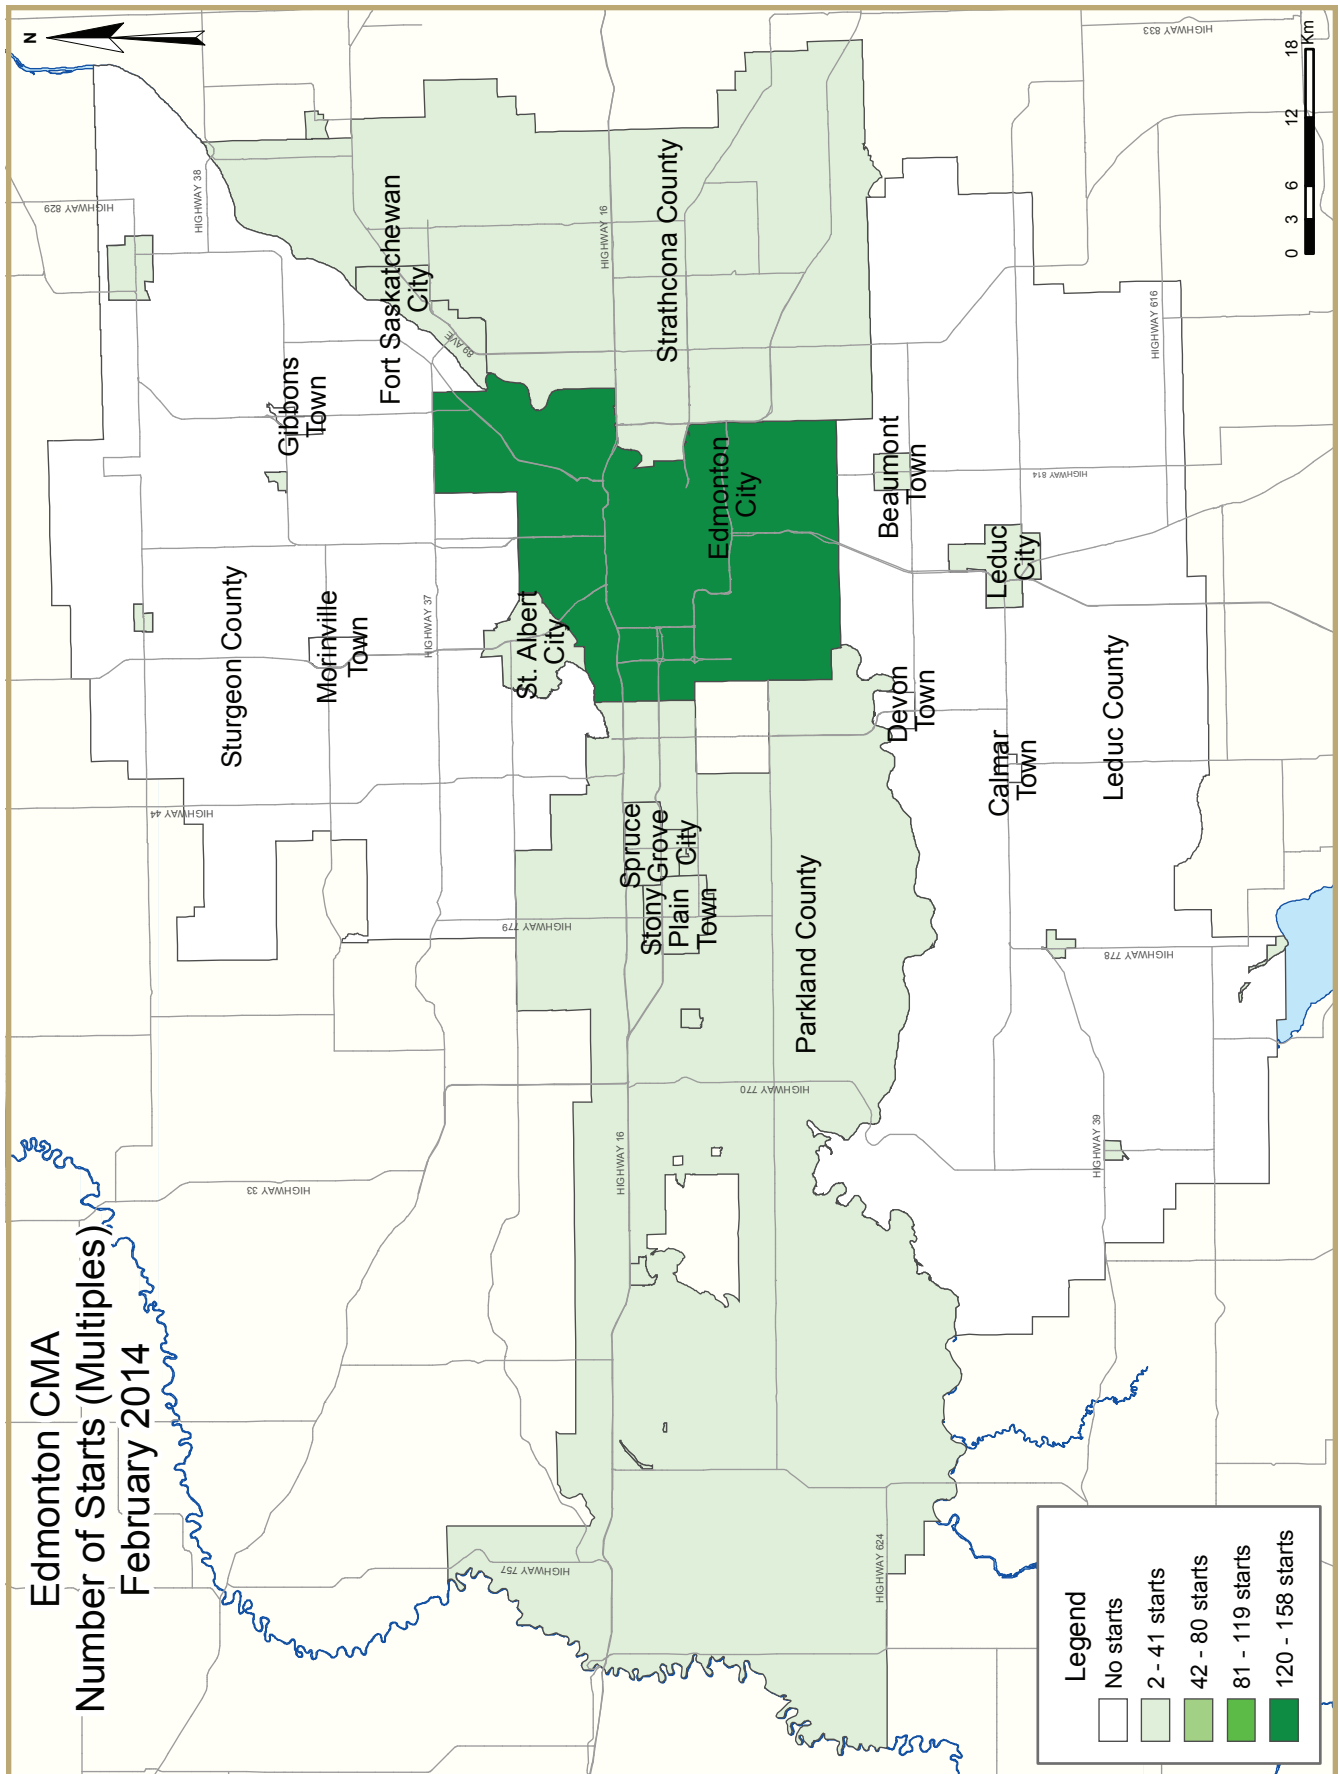 Edmonton CMA
Number of Starts (Multiples)
February 2014
N
HIGHWAY 829
HIGHWAY 38
HIGHWAY 833
HIGHWAY 16
Fort Saskatchewan
City
89 AVE
Strathcona County
Gibbons
Town
Sturgeon County
Morinville
Town
HIGHWAY 37
HIGHWAY 44
St. Albert
City
Edmonton
City
Beaumont
Town
HIGHWAY 814
HIGHWAY 616
Leduc
City
Devon
Town
Calmar
Town
Leduc County
Spruce
Grove
City
Stony
Plain
Town
HIGHWAY 779
Parkland County
HIGHWAY 778
HIGHWAY 770
HIGHWAY 39
HIGHWAY 16
HIGHWAY 33
HIGHWAY 757
HIGHWAY 624
0 3 6 12 18
Km
Legend
No starts
2 - 41 starts
42 - 80 starts
81 - 119 starts
120 - 158 starts